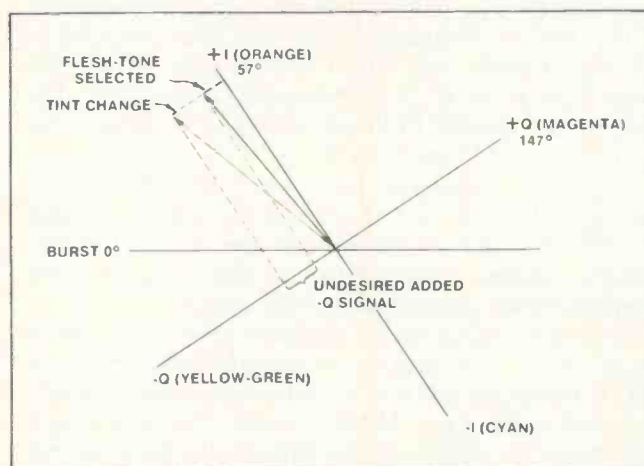 +I (ORANGE)
57°
FLESH-TONE
SELECTED
TINT CHANGE
+Q (MAGENTA)
147°
BURST 0°
UNDESIRED ADDED
-Q SIGNAL
-Q (YELLOW-GREEN)
-I (CYAN)